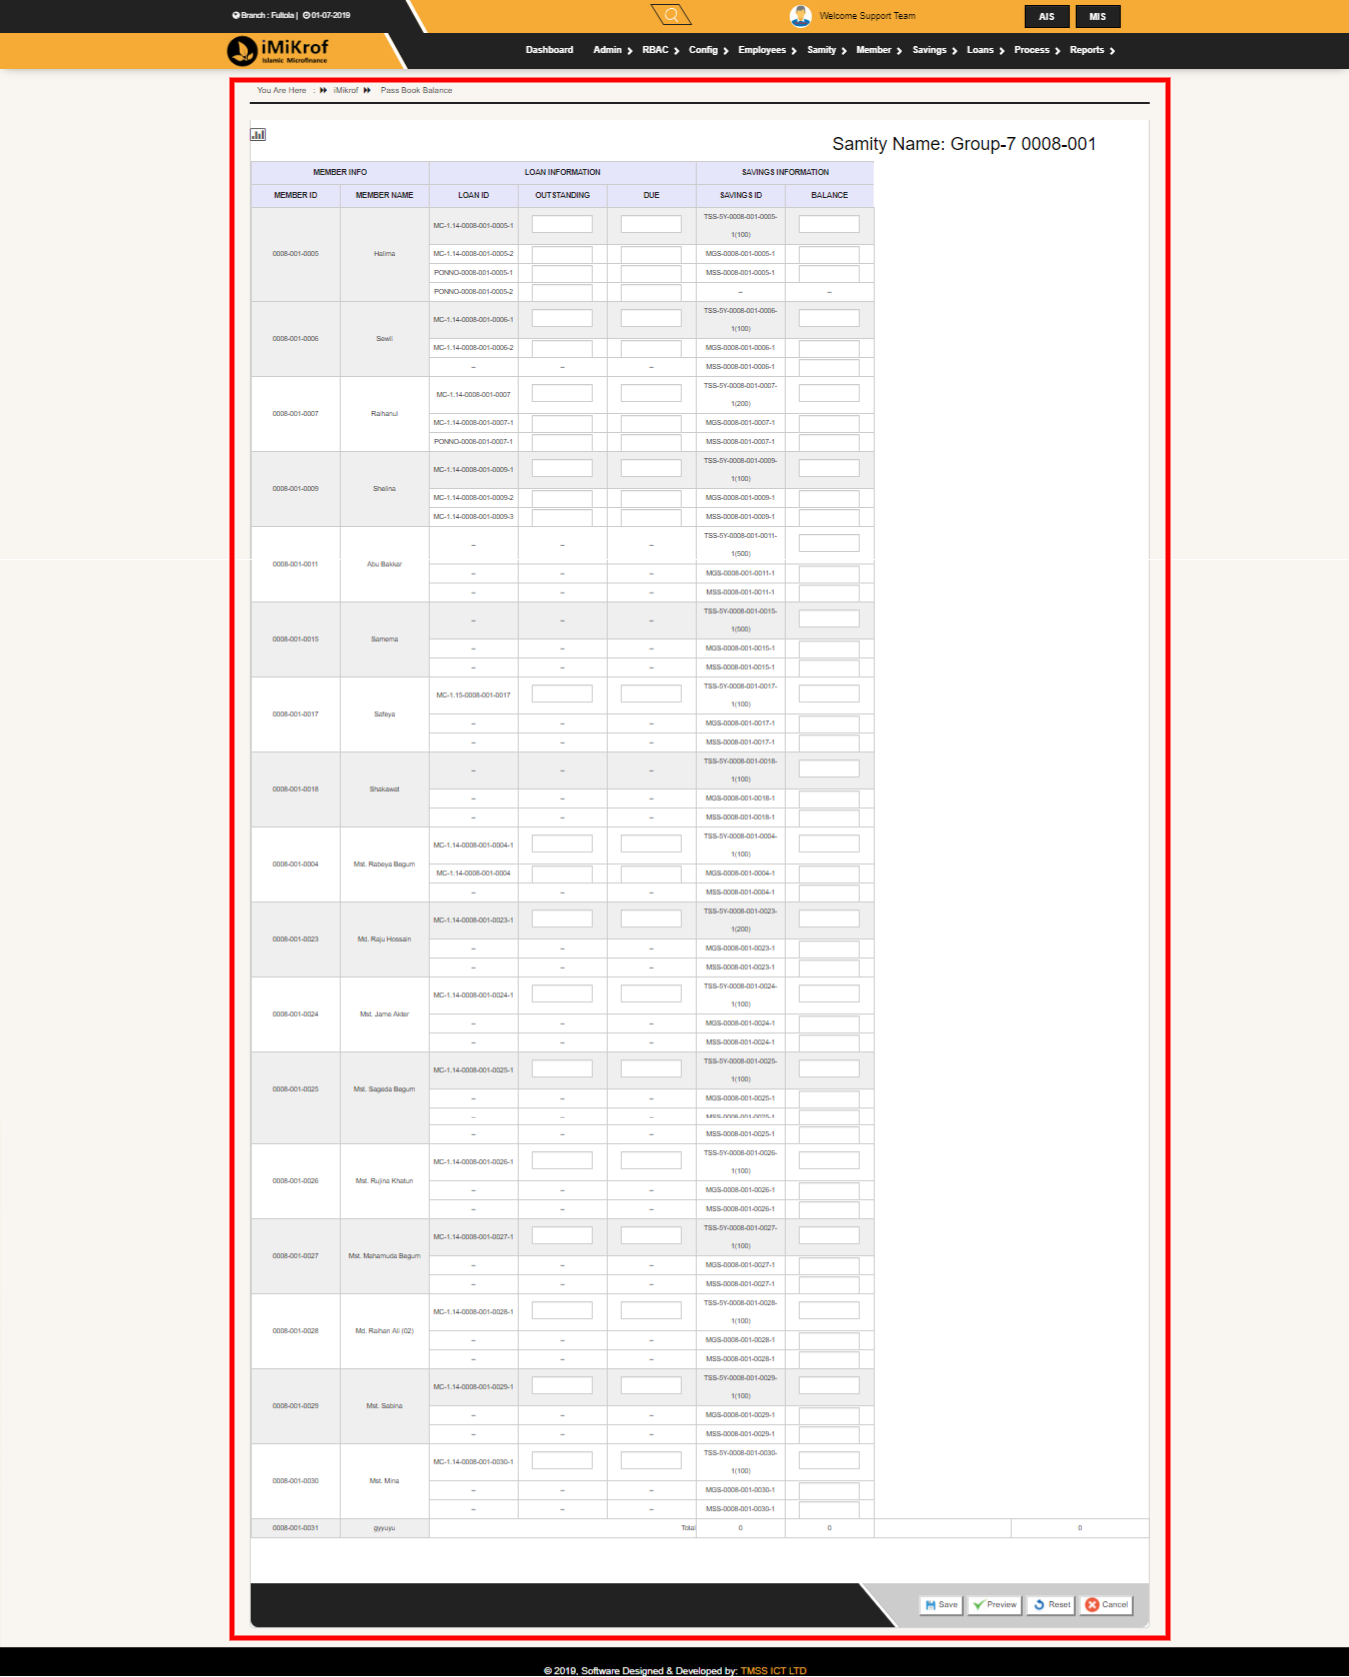 Branch : Fultola | 01-07-2019
Welcome Support Team
AIS
MIS
iMiKrof
Islamic Microfinance
Dashboard Admin RBAC Config Employees Samity Member Savings Loans Process Reports
You Are Here : iMikrof Pass Book Balance
Samity Name: Group-7 0008-001
MEMBER INFO LOAN INFORMATION SAVINGS INFORMATION
MEMBER ID MEMBER NAME LOAN ID OUTSTANDING DUE SAVINGS ID BALANCE
0008-001-0005 Halima
MC-1.14-0008-001-0005-1 TSS-5Y-0008-001-0005-
1(100)
MC-1.14-0008-001-0005-2 MGS-0008-001-0005-1
PONNO-0008-001-0005-1 MSS-0008-001-0005-1
PONNO-0008-001-0005-2 -- --
0008-001-0006 Sewli
MC-1.14-0008-001-0006-1 TSS-5Y-0008-001-0006-
1(100)
MC-1.14-0008-001-0006-2 MGS-0008-001-0006-1
-- -- -- MSS-0008-001-0006-1
0008-001-0007 Raihanul
MC-1.14-0008-001-0007 TSS-5Y-0008-001-0007-
1(200)
MC-1.14-0008-001-0007-1 MGS-0008-001-0007-1
PONNO-0008-001-0007-1 MSS-0008-001-0007-1
0008-001-0009 Shelina
MC-1.14-0008-001-0009-1 TSS-5Y-0008-001-0009-
1(100)
MC-1.14-0008-001-0009-2 MGS-0008-001-0009-1
MC-1.14-0008-001-0009-3 MSS-0008-001-0009-1
0008-001-0011 Abu Bakkar
-- -- -- TSS-5Y-0008-001-0011-
1(500)
-- -- -- MGS-0008-001-0011-1
-- -- -- MSS-0008-001-0011-1
0008-001-0015 Samema
-- -- -- TSS-5Y-0008-001-0015-
1(500)
-- -- -- MGS-0008-001-0015-1
-- -- -- MSS-0008-001-0015-1
0008-001-0017 Safeya
MC-1.15-0008-001-0017 TSS-5Y-0008-001-0017-
1(100)
-- -- -- MGS-0008-001-0017-1
-- -- -- MSS-0008-001-0017-1
0008-001-0018 Shakawat
-- -- -- TSS-5Y-0008-001-0018-
1(100)
-- -- -- MGS-0008-001-0018-1
-- -- -- MSS-0008-001-0018-1
0008-001-0004 Mst. Rabeya Begum
MC-1.14-0008-001-0004-1 TSS-5Y-0008-001-0004-
1(100)
MC-1.14-0008-001-0004 MGS-0008-001-0004-1
-- -- -- MSS-0008-001-0004-1
0008-001-0023 Md. Raju Hossain
MC-1.14-0008-001-0023-1 TSS-5Y-0008-001-0023-
1(200)
-- -- -- MGS-0008-001-0023-1
-- -- -- MSS-0008-001-0023-1
0008-001-0024 Mst. Jame Akter
MC-1.14-0008-001-0024-1 TSS-5Y-0008-001-0024-
1(100)
-- -- -- MGS-0008-001-0024-1
-- -- -- MSS-0008-001-0024-1
0008-001-0025 Mst. Sageda Begum
MC-1.14-0008-001-0025-1 TSS-5Y-0008-001-0025-
1(100)
-- -- -- MGS-0008-001-0025-1
-- -- -- MSS-0008-001-0025-1
-- -- -- MSS-0008-001-0025-1
0008-001-0026 Mst. Rujina Khatun
MC-1.14-0008-001-0026-1 TSS-5Y-0008-001-0026-
1(100)
-- -- -- MGS-0008-001-0026-1
-- -- -- MSS-0008-001-0026-1
0008-001-0027 Mst. Mahamuda Begum
MC-1.14-0008-001-0027-1 TSS-5Y-0008-001-0027-
1(100)
-- -- -- MGS-0008-001-0027-1
-- -- -- MSS-0008-001-0027-1
0008-001-0028 Md. Raihan Ali (02)
MC-1.14-0008-001-0028-1 TSS-5Y-0008-001-0028-
1(100)
-- -- -- MGS-0008-001-0028-1
-- -- -- MSS-0008-001-0028-1
0008-001-0029 Mst. Sabina
MC-1.14-0008-001-0029-1 TSS-5Y-0008-001-0029-
1(100)
-- -- -- MGS-0008-001-0029-1
-- -- -- MSS-0008-001-0029-1
0008-001-0030 Mst. Mina
MC-1.14-0008-001-0030-1 TSS-5Y-0008-001-0030-
1(100)
-- -- -- MGS-0008-001-0030-1
-- -- -- MSS-0008-001-0030-1
0008-001-0031 gyyuyu Total 0 0 0
Save Preview Reset Cancel
© 2019, Software Designed & Developed by: TMSS ICT LTD